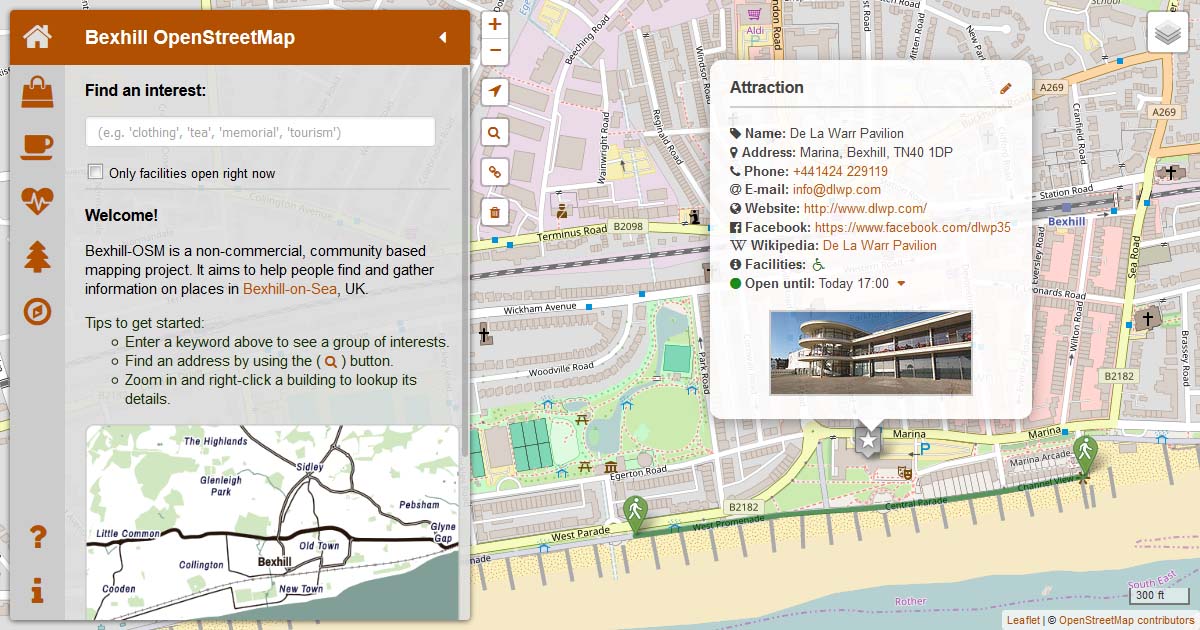 Bexhill OpenStreetMap
Find an interest:
(e.g. 'clothing', 'tea', 'memorial', 'tourism')
Only facilities open right now
Welcome!
Bexhill-OSM is a non-commercial, community based
mapping project. It aims to help people find and gather
information on places in Bexhill-on-Sea, UK.
Tips to get started:
Enter a keyword above to see a group of interests.
Find an address by using the ( ) button.
Zoom in and right-click a building to lookup its
details.
The Highlands
Sidley
Glenleigh
Park
Pebsham
Little Common
Glyne
Gap
Old Town
Collington
Bexhill
Cooden
New Town
?
i
+
−
Collington Avenue
Beeching Road
Windsor Road
London Road
Aldi
P
School
Mitten Road
New Park
Reginald Road
Wainwright Road
Terminus Road
B2098
Wickham Avenue
Woodville Road
Park Road
Egerton Road
West Parade
B2182
West Promenade
Central Parade
Channel View
Marina Arcade
Marina
P
Marina
A269
A269
Cranfield Road
Station Road
Bexhill
Sea Road
Eversley Road
Wilton Road
Brassey Road
B2182
Attraction
Name: De La Warr Pavilion
Address: Marina, Bexhill, TN40 1DP
Phone: +441424 229119
E-mail: info@dlwp.com
Website: http://www.dlwp.com/
Facebook: https://www.facebook.com/dlwp35
Wikipedia: De La Warr Pavilion
Facilities:
Open until: Today 17:00
Rother
South East
300 ft
Leaflet | © OpenStreetMap contributors